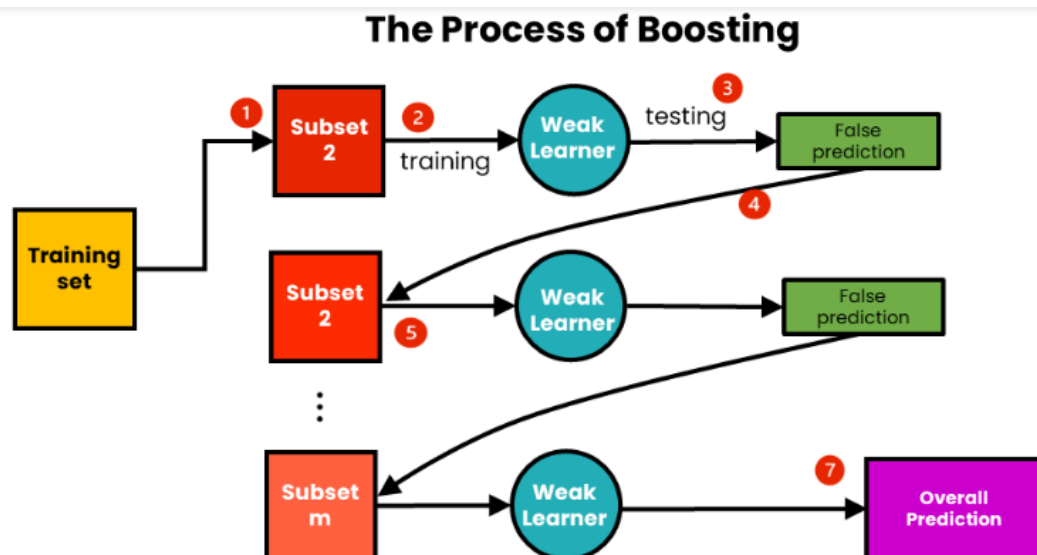 The Process of Boosting
1
Subset
2
2
training
Weak
Learner
3
testing
False
prediction
4
Training
set
Subset
2
5
Weak
Learner
False
prediction
⋮
Subset
m
Weak
Learner
7
Overall
Prediction